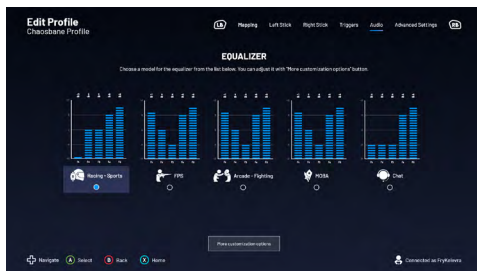 Edit Profile
Chaosbane Profile
LB Mapping Left Stick Right Stick Triggers Audio Advanced Settings RB
EQUALIZER
Choose a model for the equalizer from the list below. You can adjust it with "More customization options" button
Racing - Sports FPS Arcade - Fighting MOBA Chat
More customization options
Navigate A Select B Back X Home Connected as FryKelevra